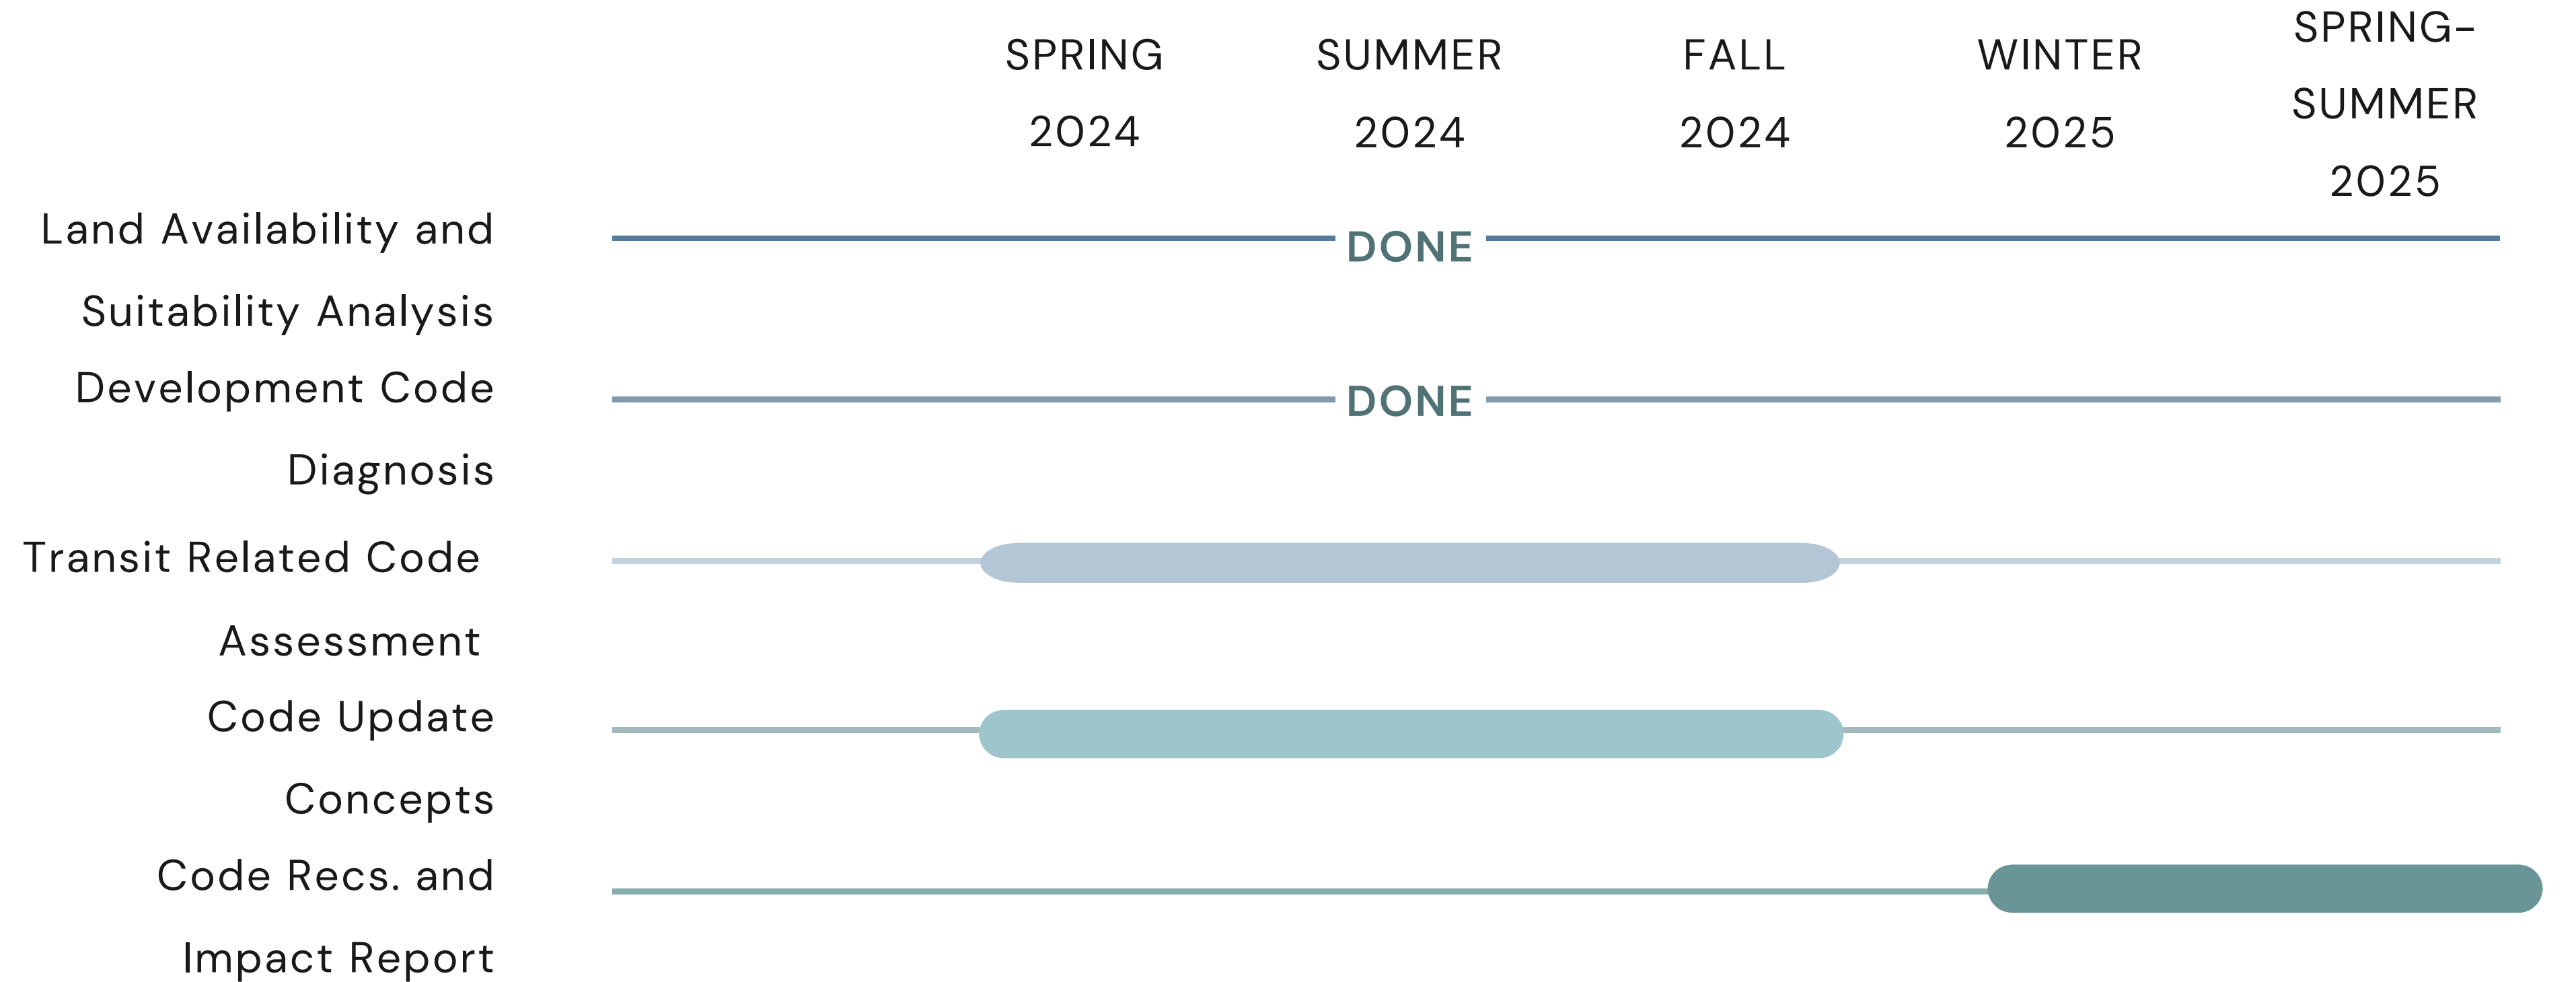 SPRING
2024
SUMMER
2024
FALL
2024
WINTER
2025
SPRING-
SUMMER
2025
Land Availability and
Suitability Analysis
DONE
Development Code
Diagnosis
DONE
Transit Related Code
Assessment
Code Update
Concepts
Code Recs. and
Impact Report